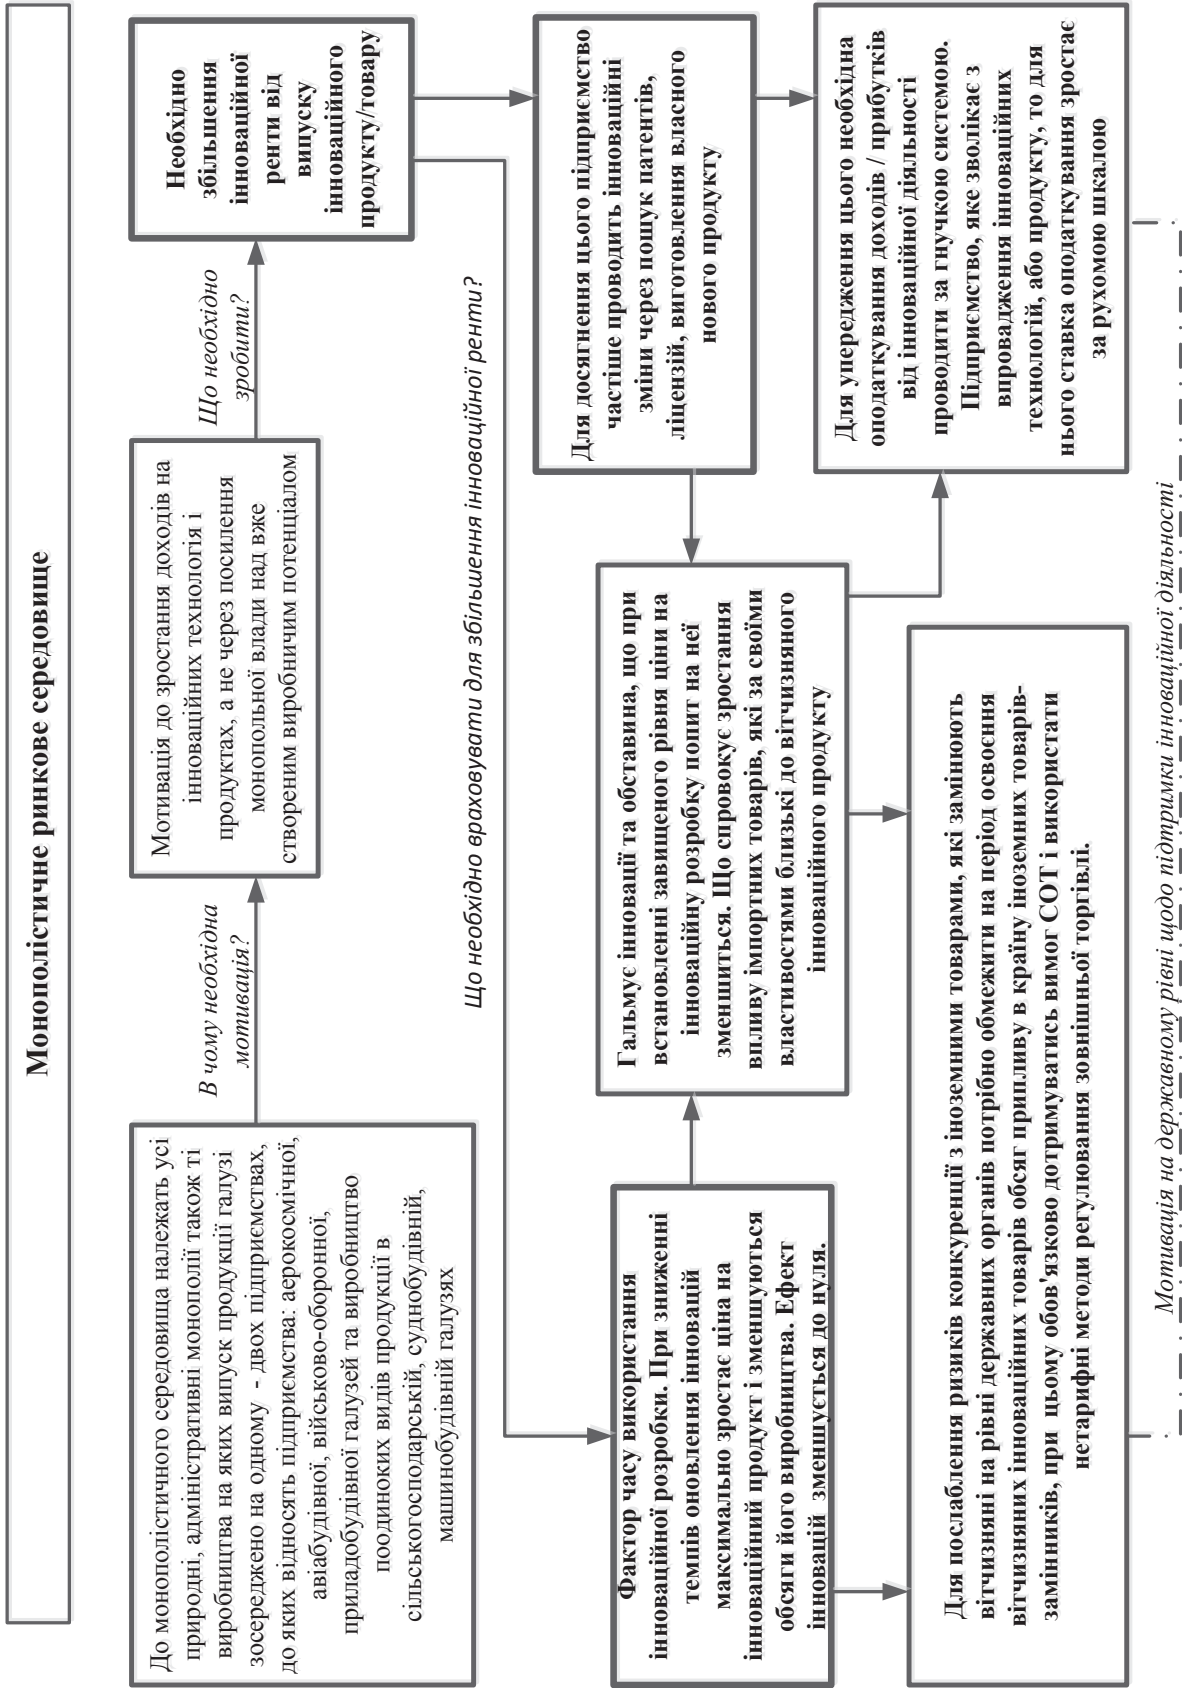 Монополістичне ринкове середовище
До монополістичного середовища належать усі
природні, адміністративні монополії також ті
виробництва на яких випуск продукції галузі
зосереджено на одному - двох підприємствах,
до яких відносять підприємства: аерокосмічної,
авіабудівної, військово-оборонної,
приладобудівної галузей та виробництво
поодиноких видів продукції в
сільськогосподарській, суднобудівній,
машинобудівній галузях
В чому необхідна
мотивація?
Мотивація до зростання доходів на
інноваційних технологія і
продуктах, а не через посилення
монопольної влади над вже
створеним виробничим потенціалом
Що необхідно
зробити?
Необхідно
збільшення
інноваційної
ренти від
випуску
інноваційного
продукту/товару
Що необхідно враховувати для збільшення інноваційної ренти?
Фактор часу використання
інноваційної розробки. При зниженні
темпів оновлення інновацій
максимально зростає ціна на
інноваційний продукт і зменшуються
обсяги його виробництва. Ефект
інновацій зменшується до нуля.
Гальмує інновації та обставина, що при
встановленні завищеного рівня ціни на
інноваційну розробку попит на неї
зменшиться. Що спровокує зростання
впливу імпортних товарів, які за своїми
властивостями близькі до вітчизняного
інноваційного продукту
Для досягнення цього підприємство
частіше проводить інноваційні
зміни через пошук патентів,
ліцензій, виготовлення власного
нового продукту
Для упередження цього необхідна
оподаткування доходів / прибутків
від інноваційної діяльності
проводити за гнучкою системою.
Підприємство, яке зволікає з
впровадження інноваційних
технологій, або продукту, то для
нього ставка оподаткування зростає
за рухомою шкалою
Для послаблення ризиків конкуренції з іноземними товарами, які замінюють
вітчизняні на рівні державних органів потрібно обмежити на період освоєння
вітчизняних інноваційних товарів обсяг припливу в країну іноземних товарів-
замінників, при цьому обов'язково дотримуватись вимог СОТ і використати
нетарифні методи регулювання зовнішньої торгівлі.
Мотивація на державному рівні щодо підтримки інноваційної діяльності